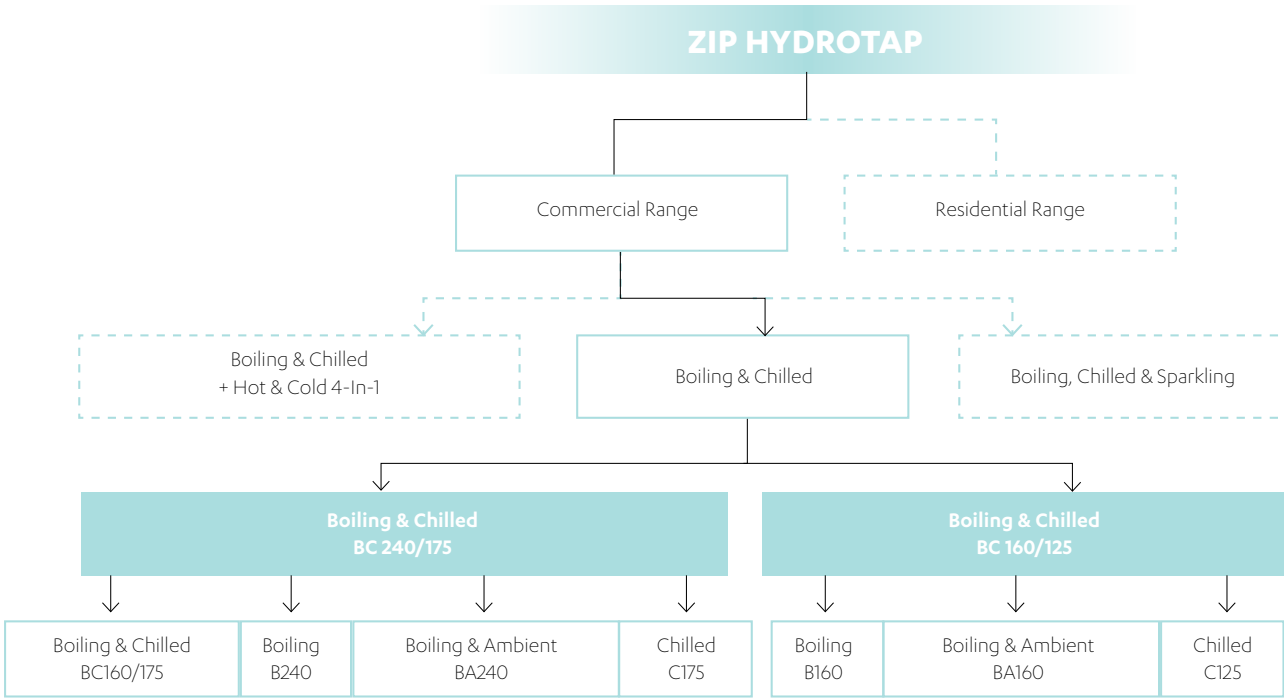 ZIP HYDROTAP
Commercial Range
Residential Range
Boiling & Chilled
+ Hot & Cold 4-In-1
Boiling & Chilled
Boiling, Chilled & Sparkling
Boiling & Chilled
BC 240/175
Boiling & Chilled
BC 160/125
Boiling & Chilled
BC160/175
Boiling
B240
Boiling & Ambient
BA240
Chilled
C175
Boiling
B160
Boiling & Ambient
BA160
Chilled
C125